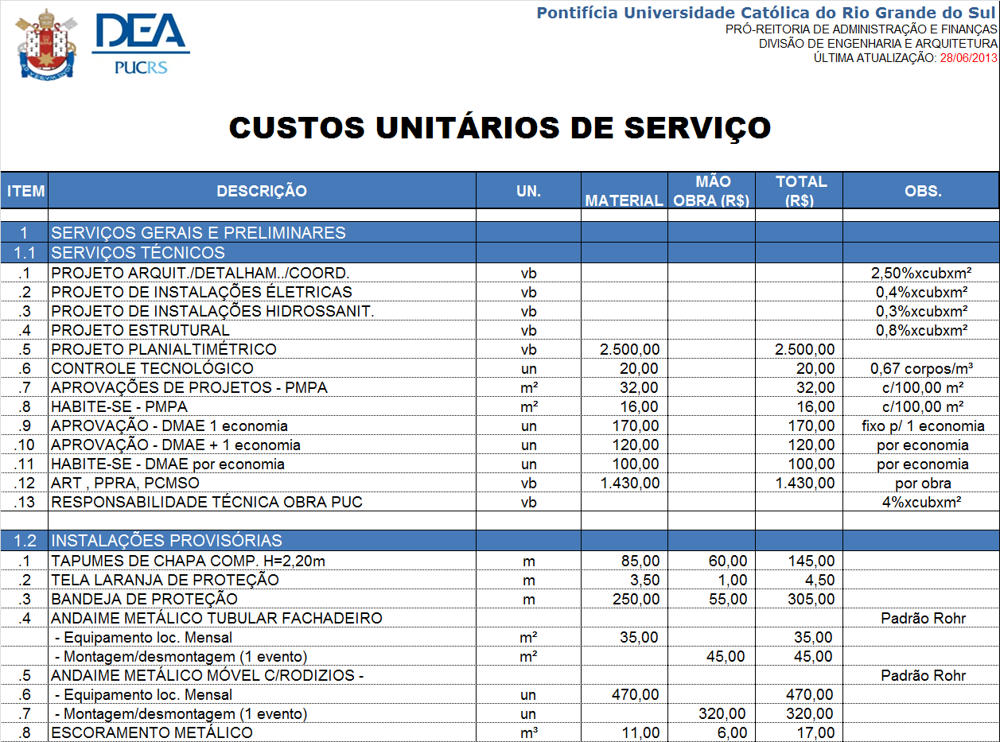 DEA
PUCRS
Pontifícia Universidade Católica do Rio Grande do Sul
PRÓ-REITORIA DE ADMINISTRAÇÃO E FINANÇAS
DIVISÃO DE ENGENHARIA E ARQUITETURA
ÚLTIMA ATUALIZAÇÃO: 28/06/2013
CUSTOS UNITÁRIOS DE SERVIÇO
ITEM DESCRIÇÃO UN. MATERIAL MÃO OBRA (R$) TOTAL (R$) OBS.
1 SERVIÇOS GERAIS E PRELIMINARES
1.1 SERVIÇOS TÉCNICOS
.1 PROJETO ARQUIT./DETALHAM../COORD. vb 2,50%xcubxm²
.2 PROJETO DE INSTALAÇÕES ÉLETRICAS vb 0,4%xcubxm²
.3 PROJETO DE INSTALAÇÕES HIDROSSANIT. vb 0,3%xcubxm²
.4 PROJETO ESTRUTURAL vb 0,8%xcubxm²
.5 PROJETO PLANIALTIMÉTRICO vb 2.500,00 2.500,00
.6 CONTROLE TECNOLÓGICO un 20,00 20,00 0,67 corpos/m³
.7 APROVAÇÕES DE PROJETOS - PMPA m² 32,00 32,00 c/100,00 m²
.8 HABITE-SE - PMPA m² 16,00 16,00 c/100,00 m²
.9 APROVAÇÃO - DMAE 1 economia un 170,00 170,00 fixo p/ 1 economia
.10 APROVAÇÃO - DMAE + 1 economia un 120,00 120,00 por economia
.11 HABITE-SE - DMAE por economia un 100,00 100,00 por economia
.12 ART , PPRA, PCMSO vb 1.430,00 1.430,00 por obra
.13 RESPONSABILIDADE TÉCNICA OBRA PUC vb 4%xcubxm²
1.2 INSTALAÇÕES PROVISÓRIAS
.1 TAPUMES DE CHAPA COMP. H=2,20m m 85,00 60,00 145,00
.2 TELA LARANJA DE PROTEÇÃO m 3,50 1,00 4,50
.3 BANDEJA DE PROTEÇÃO m 250,00 55,00 305,00
.4 ANDAIME METÁLICO TUBULAR FACHADEIRO Padrão Rohr
- Equipamento loc. Mensal m² 35,00 35,00
- Montagem/desmontagem (1 evento) m² 45,00 45,00
.5 ANDAIME METÁLICO MÓVEL C/RODIZIOS - Padrão Rohr
.6 - Equipamento loc. Mensal un 470,00 470,00
.7 - Montagem/desmontagem (1 evento) un 320,00 320,00
.8 ESCORAMENTO METÁLICO m³ 11,00 6,00 17,00